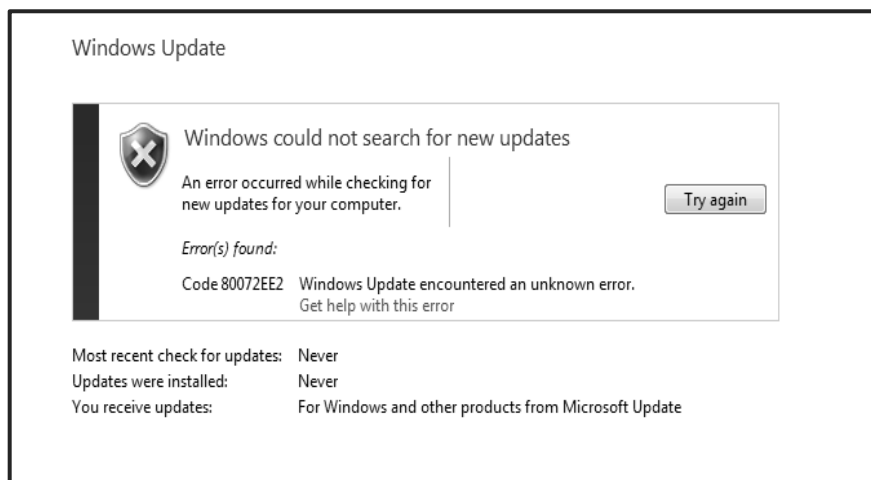 Windows Update
Windows could not search for new updates
An error occurred while checking for
new updates for your computer.
Try again
Error(s) found:
Code 80072EE2 Windows Update encountered an unknown error.
Get help with this error
Most recent check for updates: Never
Updates were installed: Never
You receive updates: For Windows and other products from Microsoft Update